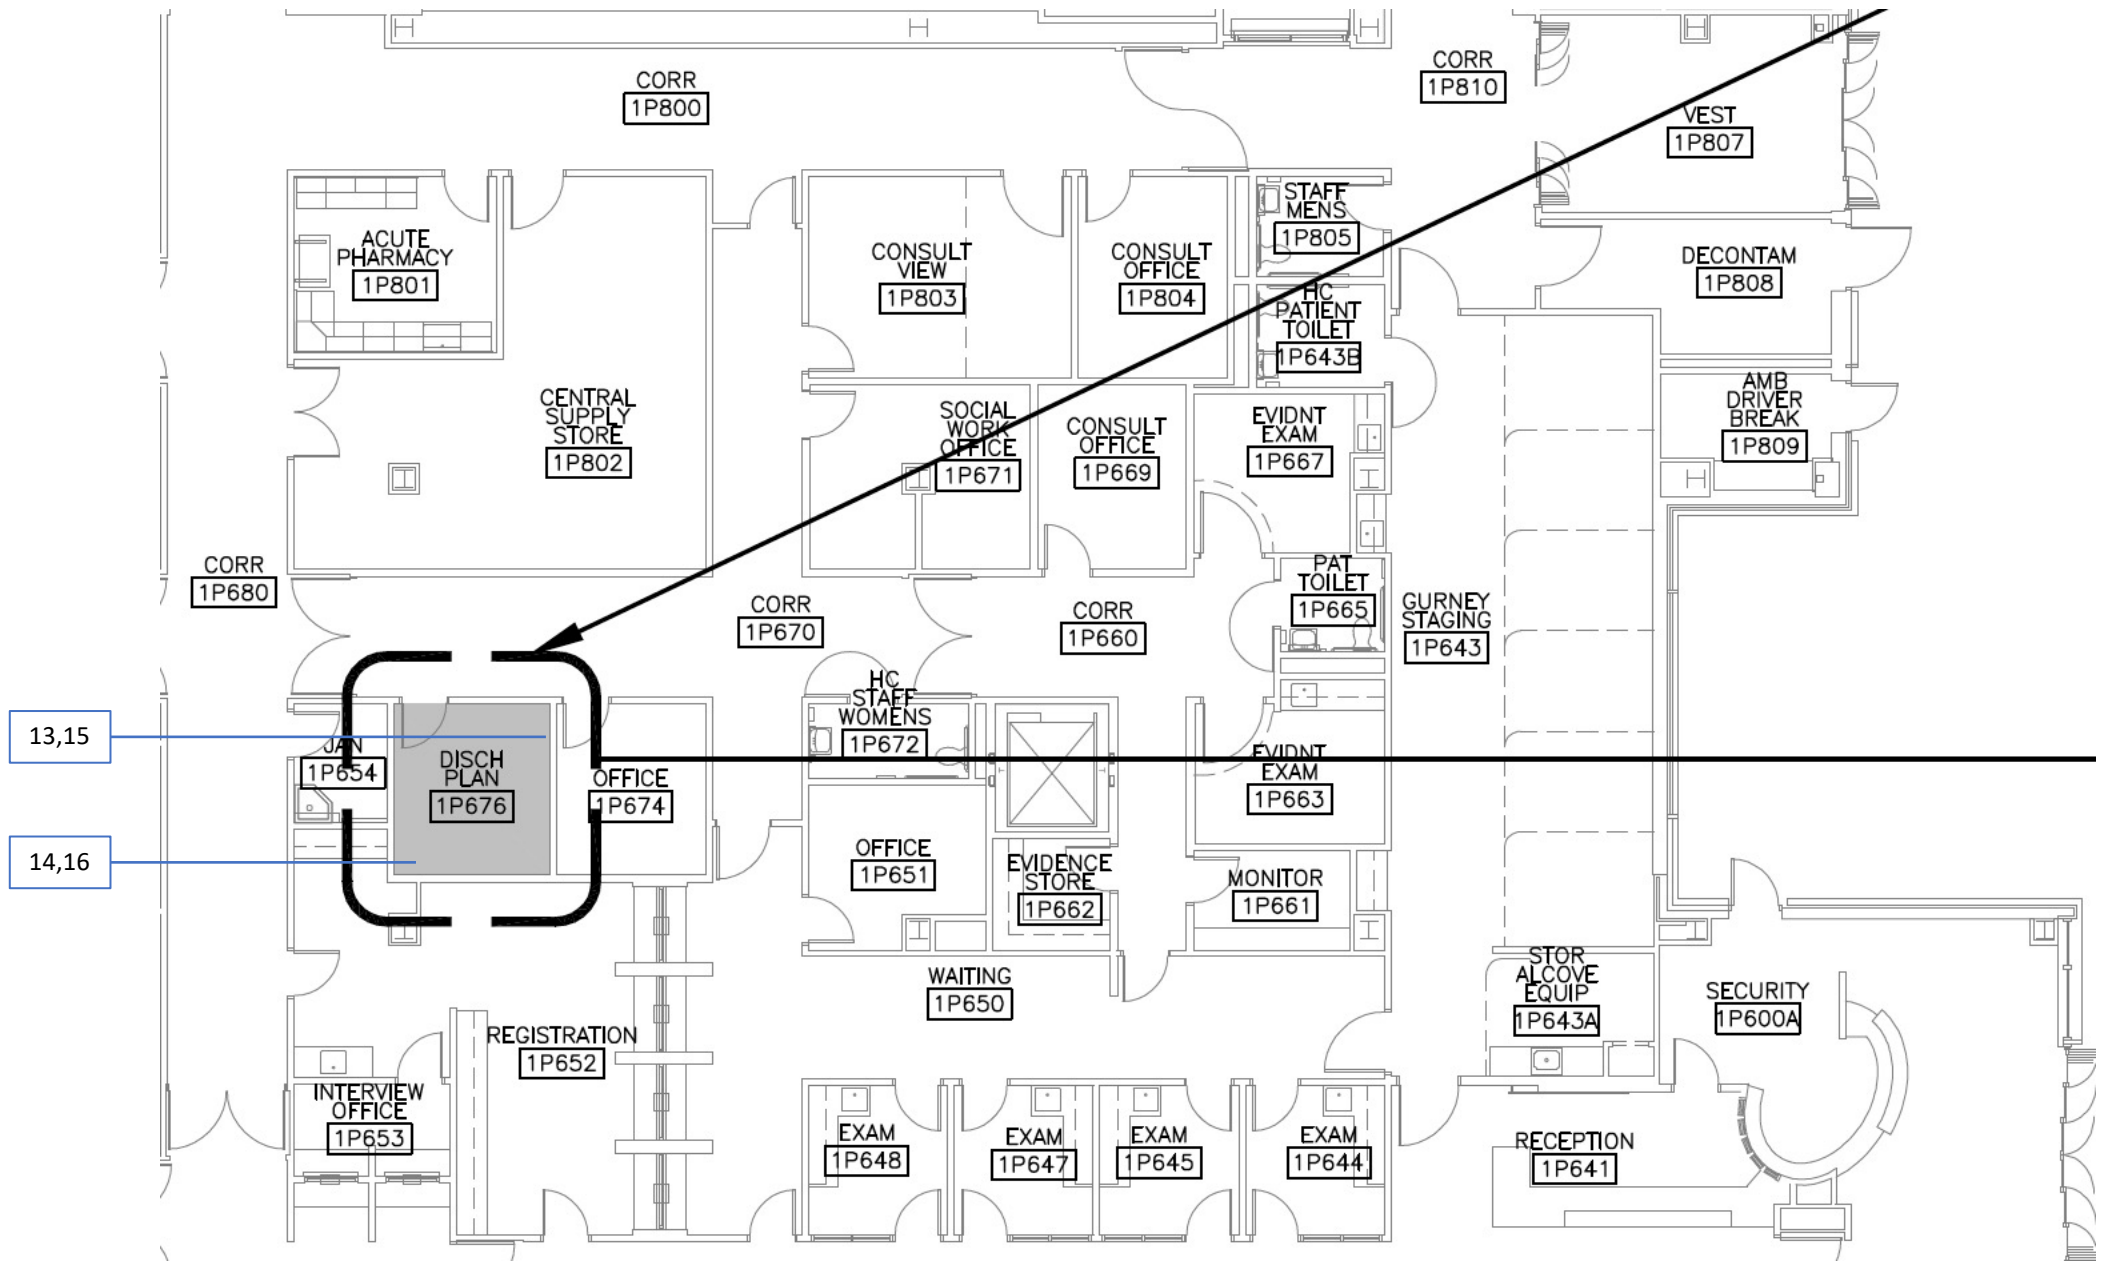 CORR
1P800
CORR
1P810
VEST
1P807
ACUTE
PHARMACY
1P801
CONSULT
VIEW
1P803
CONSULT
OFFICE
1P804
STAFF
MENS
1P805
DECONTAM
1P808
HC
PATIENT
TOILET
1P643B
CENTRAL
SUPPLY
STORE
1P802
SOCIAL
WORK
OFFICE
1P671
CONSULT
OFFICE
1P669
EVIDNT
EXAM
1P667
AMB
DRIVER
BREAK
1P809
CORR
1P680
CORR
1P670
CORR
1P660
PAT
TOILET
1P665
GURNEY
STAGING
1P643
13,15
JAN
1P654
DISCH
PLAN
1P676
OFFICE
1P674
HC
STAFF
WOMENS
1P672
EVIDNT
EXAM
1P663
14,16
OFFICE
1P651
EVIDENCE
STORE
1P662
MONITOR
1P661
WAITING
1P650
STOR
ALCOVE
EQUIP
1P643A
SECURITY
1P600A
REGISTRATION
1P652
INTERVIEW
OFFICE
1P653
EXAM
1P648
EXAM
1P647
EXAM
1P645
EXAM
1P644
RECEPTION
1P641